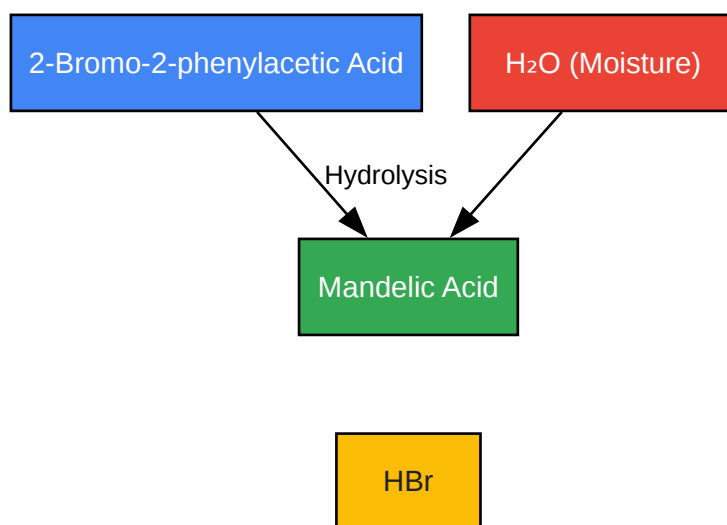 2-Bromo-2-phenylacetic Acid
H₂O (Moisture)
Hydrolysis
Mandelic Acid
HBr